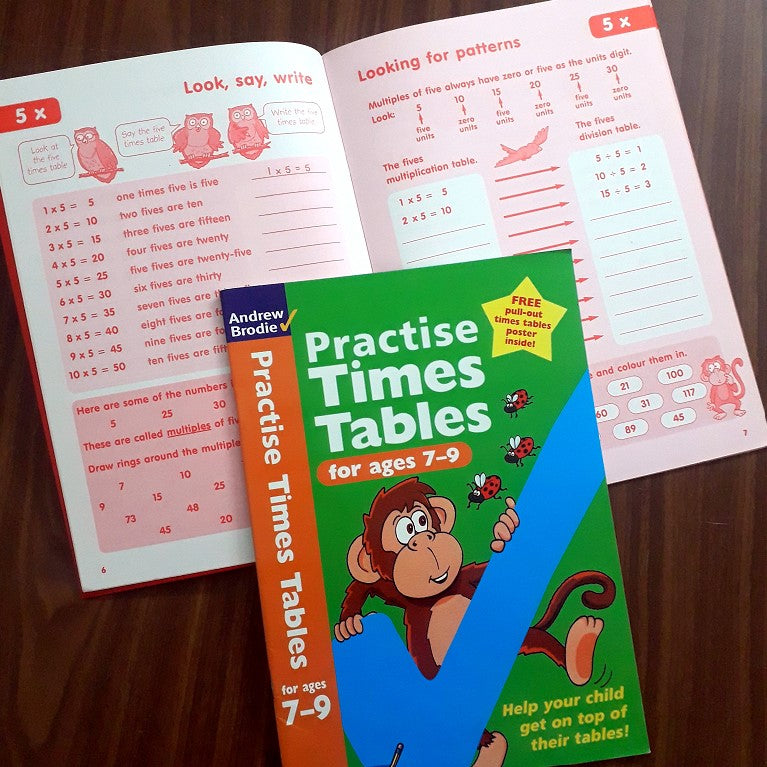 5 x
Look, say, write
Look at
the five
times table
Say the five
times table
Write the five
times table
1 x 5 = 5 one times five is five 1 x 5 = 5
2 x 5 = 10 two fives are ten
3 x 5 = 15 three fives are fifteen
4 x 5 = 20 four fives are twenty
5 x 5 = 25 five fives are twenty-five
6 x 5 = 30 six fives are thirty
7 x 5 = 35 seven fives are
8 x 5 = 40 eight fives are
9 x 5 = 45 nine fives are
10 x 5 = 50 ten fives are
Here are some of the numbers
5 25 30
These are called multiples of
Draw rings around the
7 15 10 25
9 73 45 48 20
6
5 x
Looking for patterns
Multiples of five always have zero or five as the units digit.
Look: 5 10 15 20 25 30
five units zero units five units zero units five units zero units
The fives
multiplication table.
1 x 5 = 5
2 x 5 = 10
The fives
division table.
5 ÷ 5 = 1
10 ÷ 5 = 2
15 ÷ 5 = 3
and colour them in.
21 100
60 31 117
89 45
7
Andrew
Brodie
Practise
Times
Tables
for ages 7–9
FREE
pull-out
times tables
poster
inside!
Practise Times Tables
for ages
7–9
Help your child
get on top of
their tables!